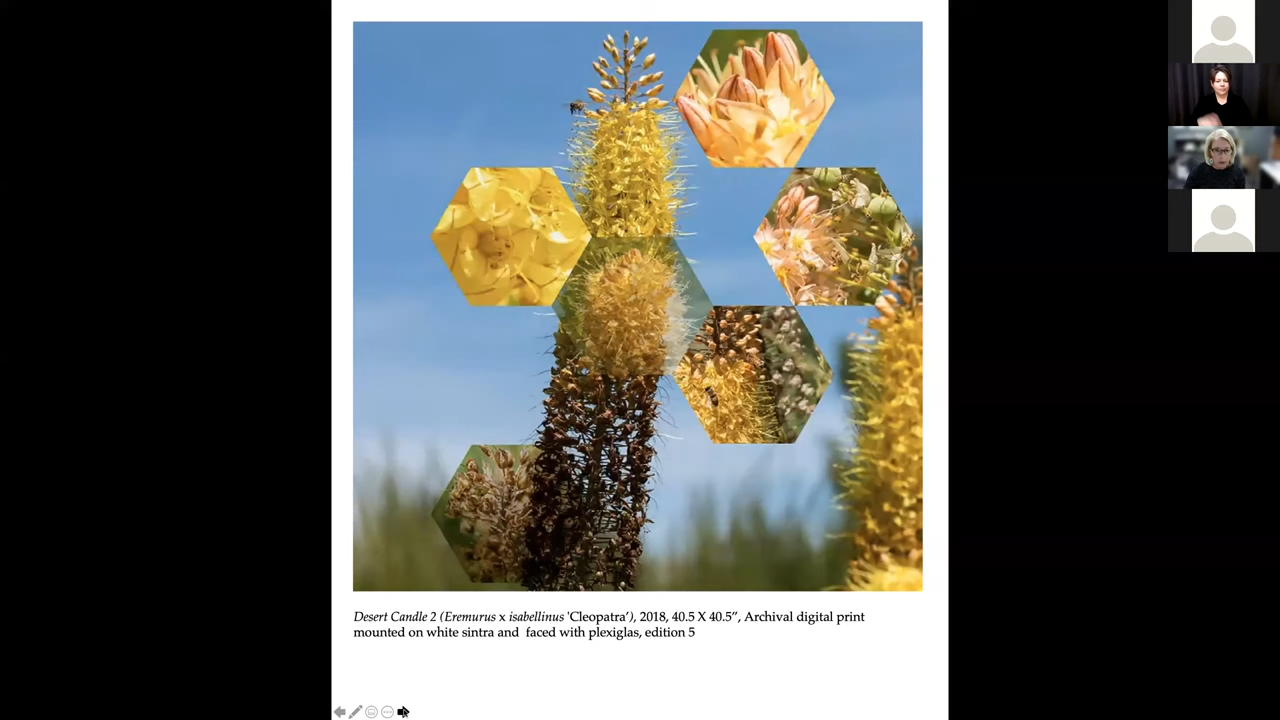 Desert Candle 2 (Eremurus x isabellinus 'Cleopatra'), 2018, 40.5 X 40.5”, Archival digital print
mounted on white sintra and faced with plexiglas, edition 5